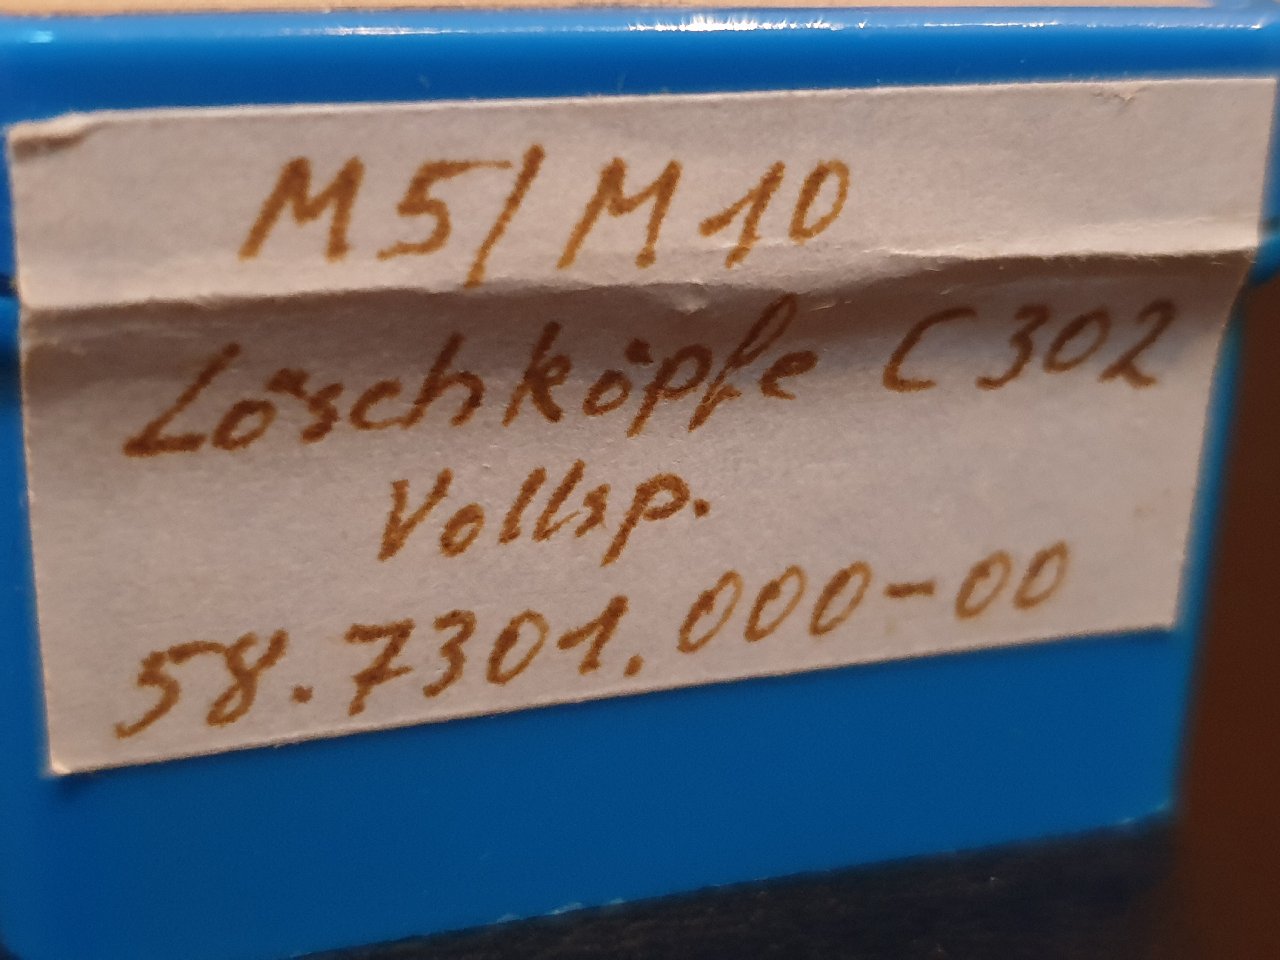 M5/M10
Löschköpfe C302
Vollsp.
58.7301.000-00